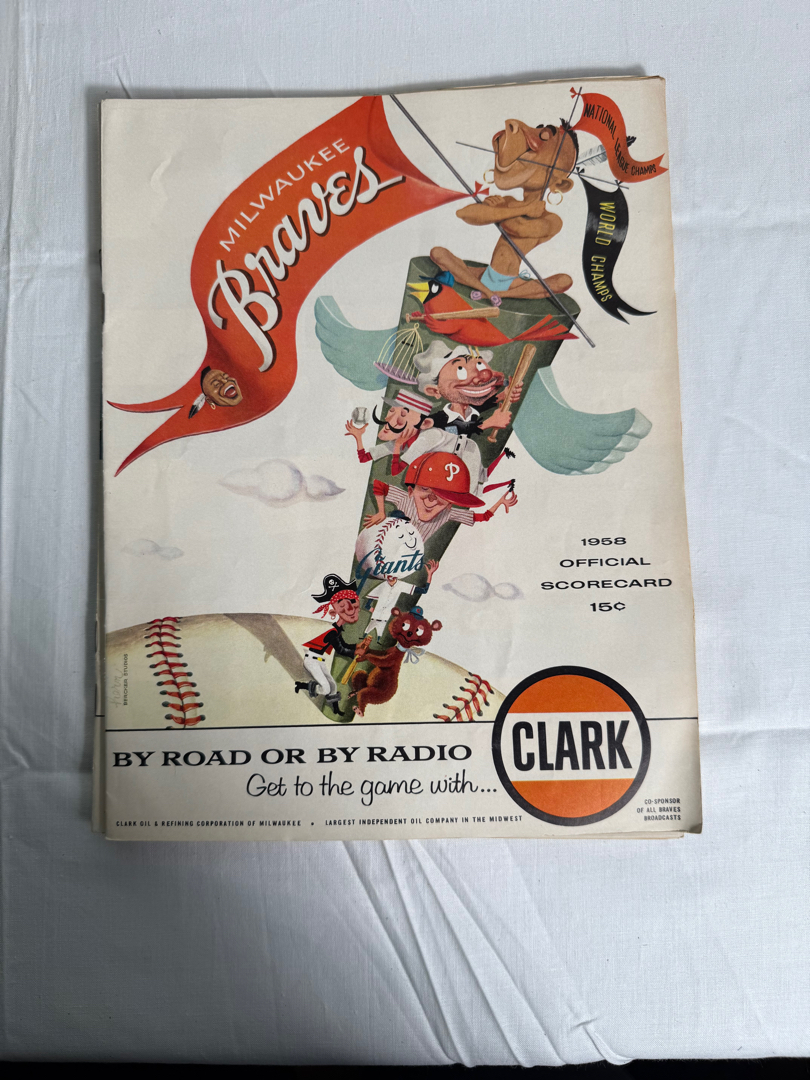 MILWAUKEE
Braves
NATIONAL LEAGUE CHAMPS
WORLD CHAMPS
P
Giants
1958
OFFICIAL
SCORECARD
15¢
BY ROAD OR BY RADIO
Get to the game with...
CLARK
CLARK OIL & REFINING CORPORATION OF MILWAUKEE • LARGEST INDEPENDENT OIL COMPANY IN THE MIDWEST
CO-SPONSOR
OF ALL BRAVES
BROADCASTS